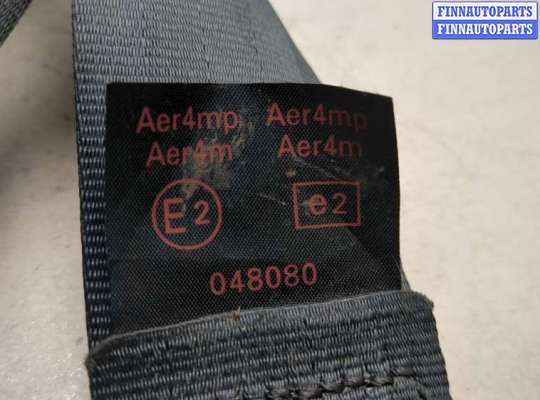 FINNAUTOPARTS
FINNAUTOPARTS
Aer4mp Aer4mp
Aer4m Aer4m
E2 e2
048080